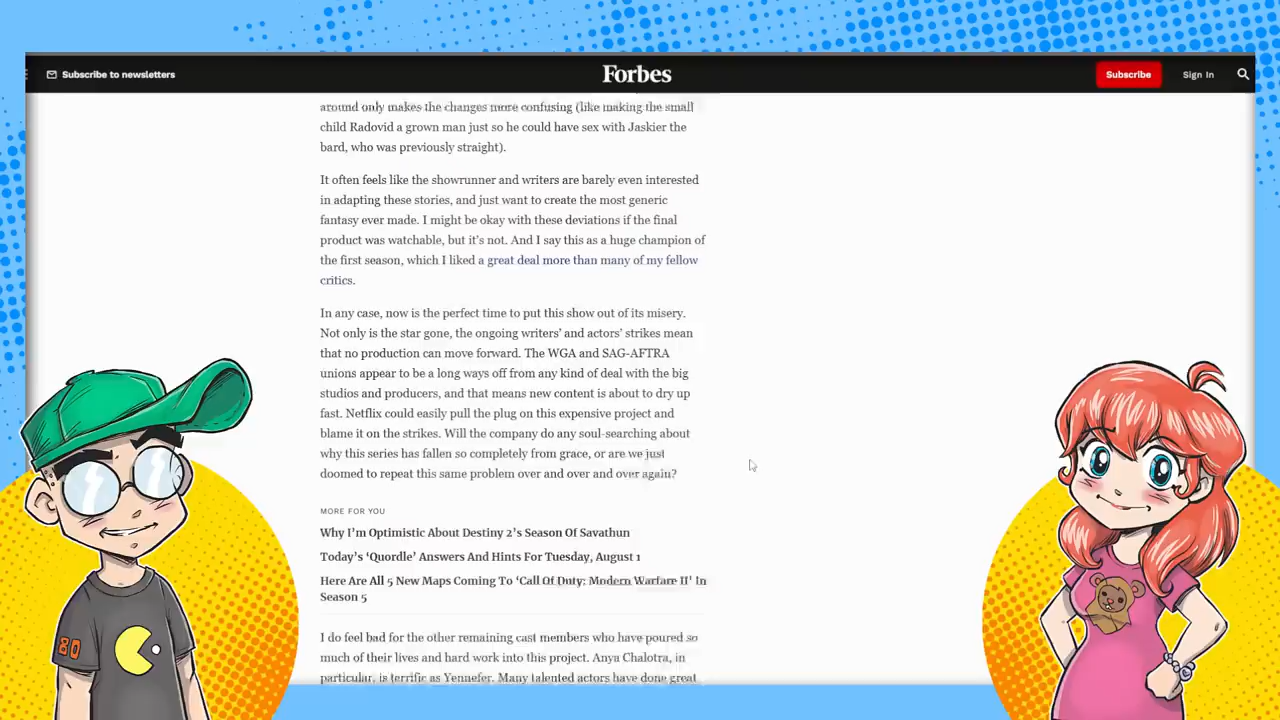 Subscribe to newsletters
Forbes
Subscribe
Sign In
around only makes the changes more confusing (like making the small
child Radovid a grown man just so he could have sex with Jaskier the
bard, who was previously straight).
It often feels like the showrunner and writers are barely even interested
in adapting these stories, and just want to create the most generic
fantasy ever made. I might be okay with these deviations if the final
product was watchable, but it's not. And I say this as a huge champion of
the first season, which I liked a great deal more than many of my fellow
critics.
In any case, now is the perfect time to put this show out of its misery.
Not only is the star gone, the ongoing writers' and actors' strikes mean
that no production can move forward. The WGA and SAG-AFTRA
unions appear to be a long ways off from any kind of deal with the big
studios and producers, and that means new content is about to dry up
fast. Netflix could easily pull the plug on this expensive project and
blame it on the strikes. Will the company do any soul-searching about
why this series has fallen so completely from grace, or are we just
doomed to repeat this same problem over and over and over again?
MORE FOR YOU
Why I'm Optimistic About Destiny 2's Season Of Savathun
Today's 'Quordle' Answers And Hints For Tuesday, August 1
Here Are All 5 New Maps Coming To 'Call Of Duty: Modern Warfare II' In
Season 5
I do feel bad for the other remaining cast members who have poured so
much of their lives and hard work into this project. Anya Chalotra, in
particular, is terrific as Yennefer. Many talented actors have done great
80